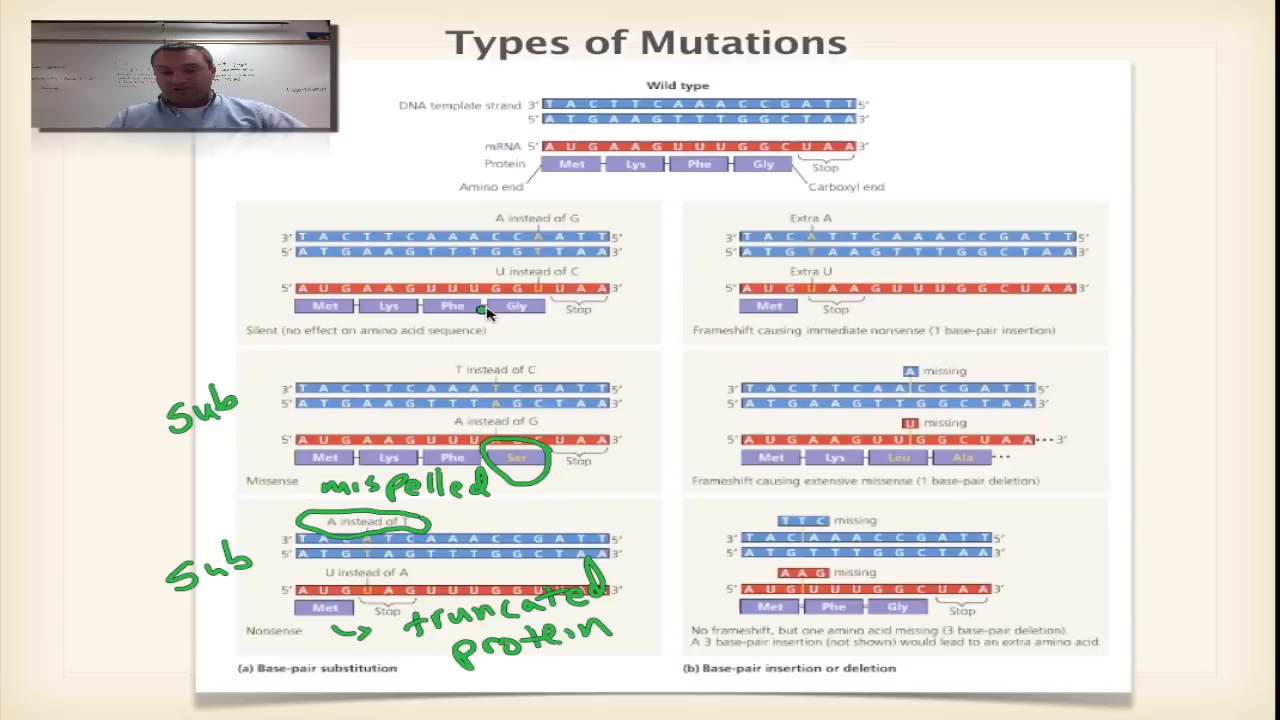 Types of Mutations
Wild type
DNA template strand 3′ T A C T T C A A A C C G A T T 5′
5′ A T G A A G T T T G G C T A A 3′
mRNA 5′ A U G A A G U U U G G C U A A 3′
Protein Met Lys Phe Gly Stop
Amino end Carboxyl end
A instead of G
3′ T A C T T C A A A C C A A T T 5′
5′ A T G A A G T T T G G T T A A 3′
U instead of C
5′ A U G A A G U U U G G U U A A 3′
Met Lys Phe Gly Stop
Silent (no effect on amino acid sequence)
Sub
T instead of C
3′ T A C T T C A A A T C G A T T 5′
5′ A T G A A G T T T A G C T A A 3′
A instead of G
5′ A U G A A G U U U A G C U A A 3′
Met Lys Phe Ser Stop
Missense
mispelled
Sub
A instead of T
3′ T A C A T C A A A C C G A T T 5′
5′ A T G T A G T T T G G C T A A 3′
U instead of A
5′ A U G U A G U U U G G U 3′
Met Stop
Nonsense
truncated
protein
(a) Base-pair substitution
Extra A
3′ T A C A T T C A A A C C G A T T 5′
5′ A T G T A A G T T T G G C T A A 3′
Extra U
5′ A U G U A A G U U U G G C U A A 3′
Met Stop
Frameshift causing immediate nonsense (1 base-pair insertion)
A missing
3′ T A C T T C A A C C G A T T 5′
5′ A T G A A G T T G G C T A A 3′
U missing
5′ A U G A A G U U G G C U A A ... 3′
Met Lys Leu Ala ...
Frameshift causing extensive missense (1 base-pair deletion)
T T C missing
3′ T A C A A A C C G A T T 5′
5′ A T G T T T G G C T A A 3′
A A G missing
5′ A U G U U U G G C U A A 3′
Met Phe Gly Stop
No frameshift, but one amino acid missing (3 base-pair deletion).
A 3 base-pair insertion (not shown) would lead to an extra amino acid.
(b) Base-pair insertion or deletion